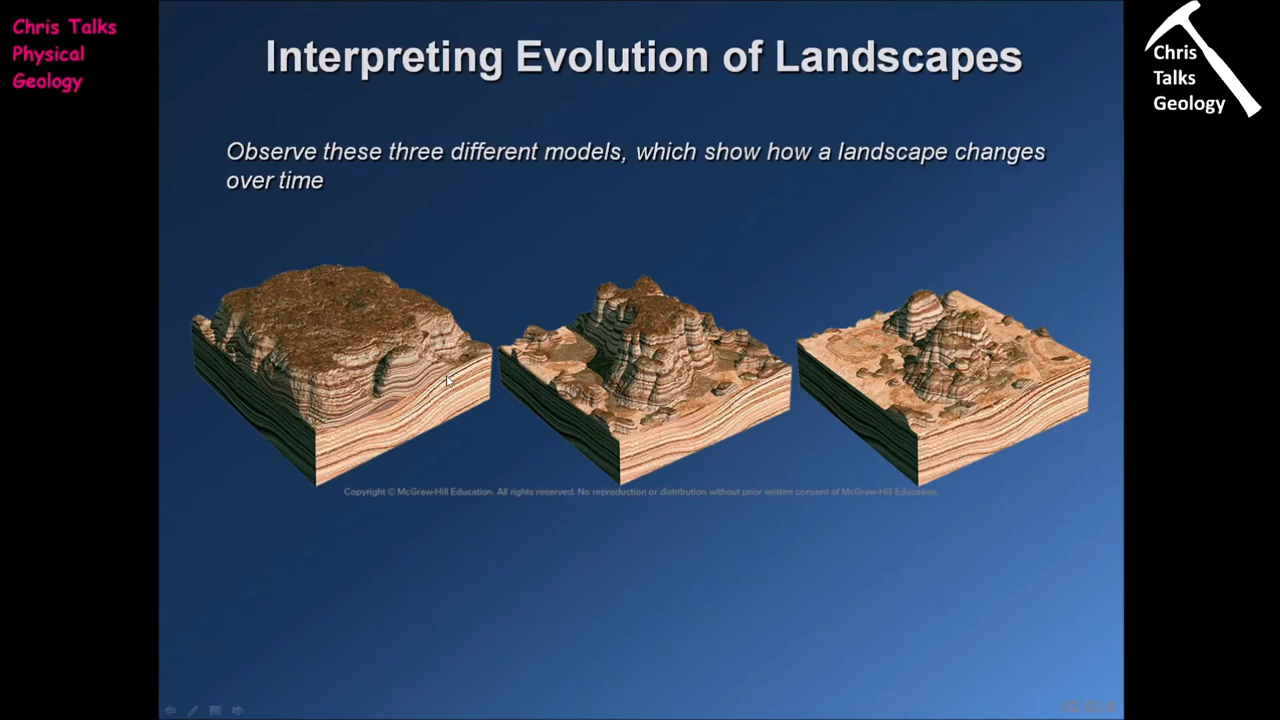 Chris Talks
Physical
Geology
Interpreting Evolution of Landscapes
Chris
Talks
Geology
Observe these three different models, which show how a landscape changes
over time
Copyright © McGraw-Hill Education. All rights reserved. No reproduction or distribution without prior written consent of McGraw-Hill Education.